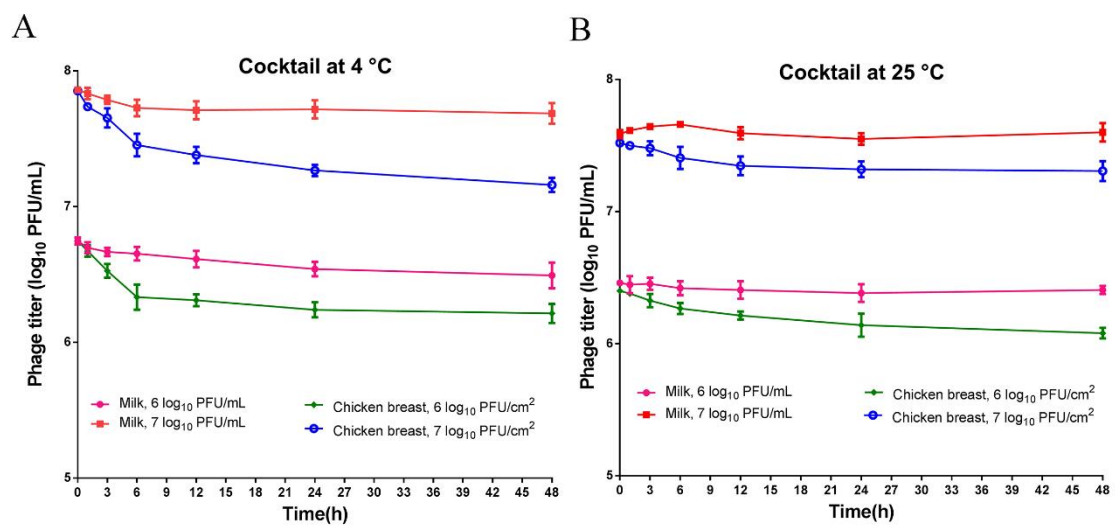 A
Cocktail at 4 °C
Phage titer (log10 PFU/mL)
8
7
6
5
Milk, 6 log10 PFU/mL
Milk, 7 log10 PFU/mL
Chicken breast, 6 log10 PFU/cm2
Chicken breast, 7 log10 PFU/cm2
0 3 6 9 12 15 18 21 24 27 30 33 36 39 42 45 48
Time(h)
B
Cocktail at 25 °C
Phage titer (log10 PFU/mL)
8
7
6
5
Milk, 6 log10 PFU/mL
Milk, 7 log10 PFU/mL
Chicken breast, 6 log10 PFU/cm2
Chicken breast, 7 log10 PFU/cm2
0 3 6 9 12 15 18 21 24 27 30 33 36 39 42 45 48
Time(h)